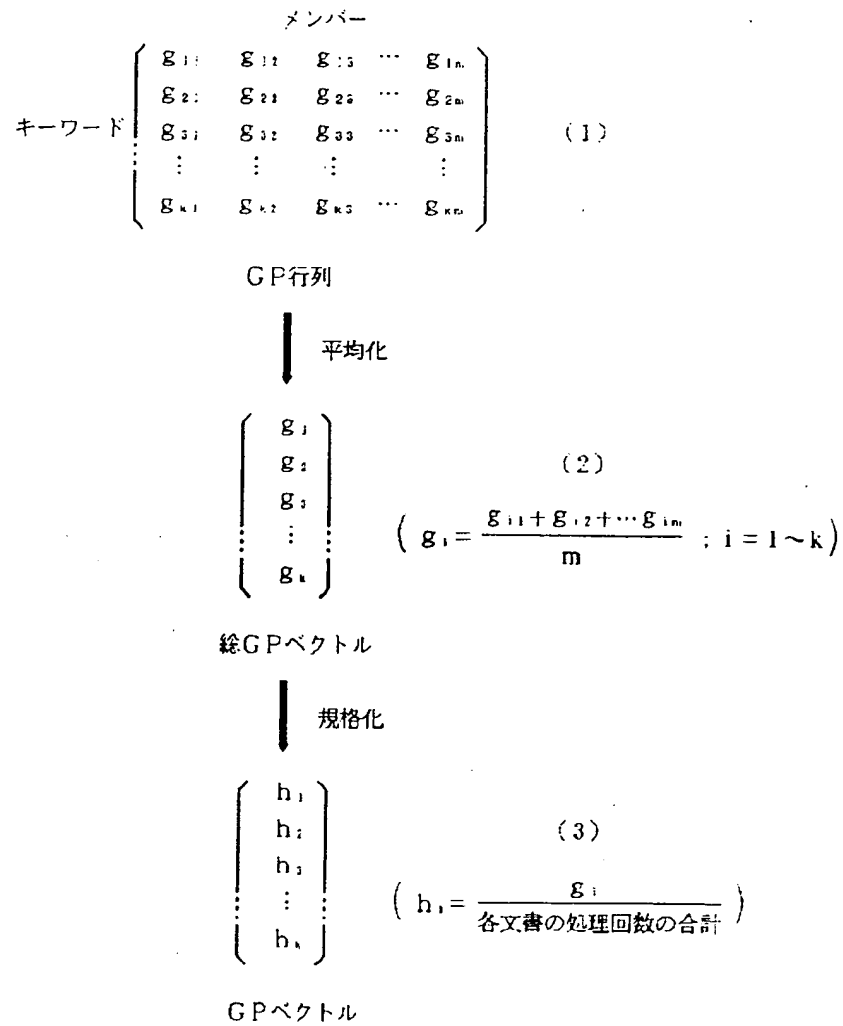 メンバー
g₁₁ g₁₂ g₁₃ … g₁ₘ
g₂₁ g₂₂ g₂₃ … g₂ₘ
キーワード g₃₁ g₃₂ g₃₃ … g₃ₘ (1)
⋮ ⋮ ⋮ ⋮
gₖ₁ gₖ₂ gₖ₃ … gₖₘ
GP行列
平均化
g₁
g₂ (2)
g₃
⋮
gₖ
( gᵢ = (gᵢ₁+gᵢ₂+…gᵢₘ)/m ; i = 1~k )
総GPベクトル
規格化
h₁
h₂ (3)
h₃
⋮
hₖ
( hᵢ = gᵢ/各文書の処理回数の合計 )
GPベクトル